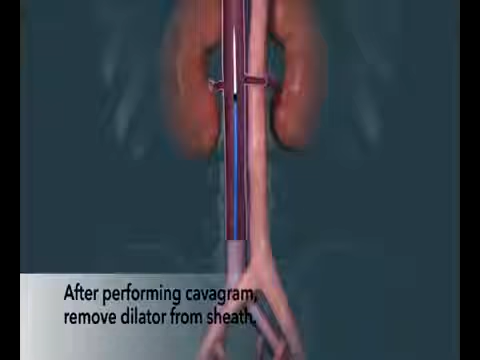 After performing cavagram,
remove dilator from sheath.